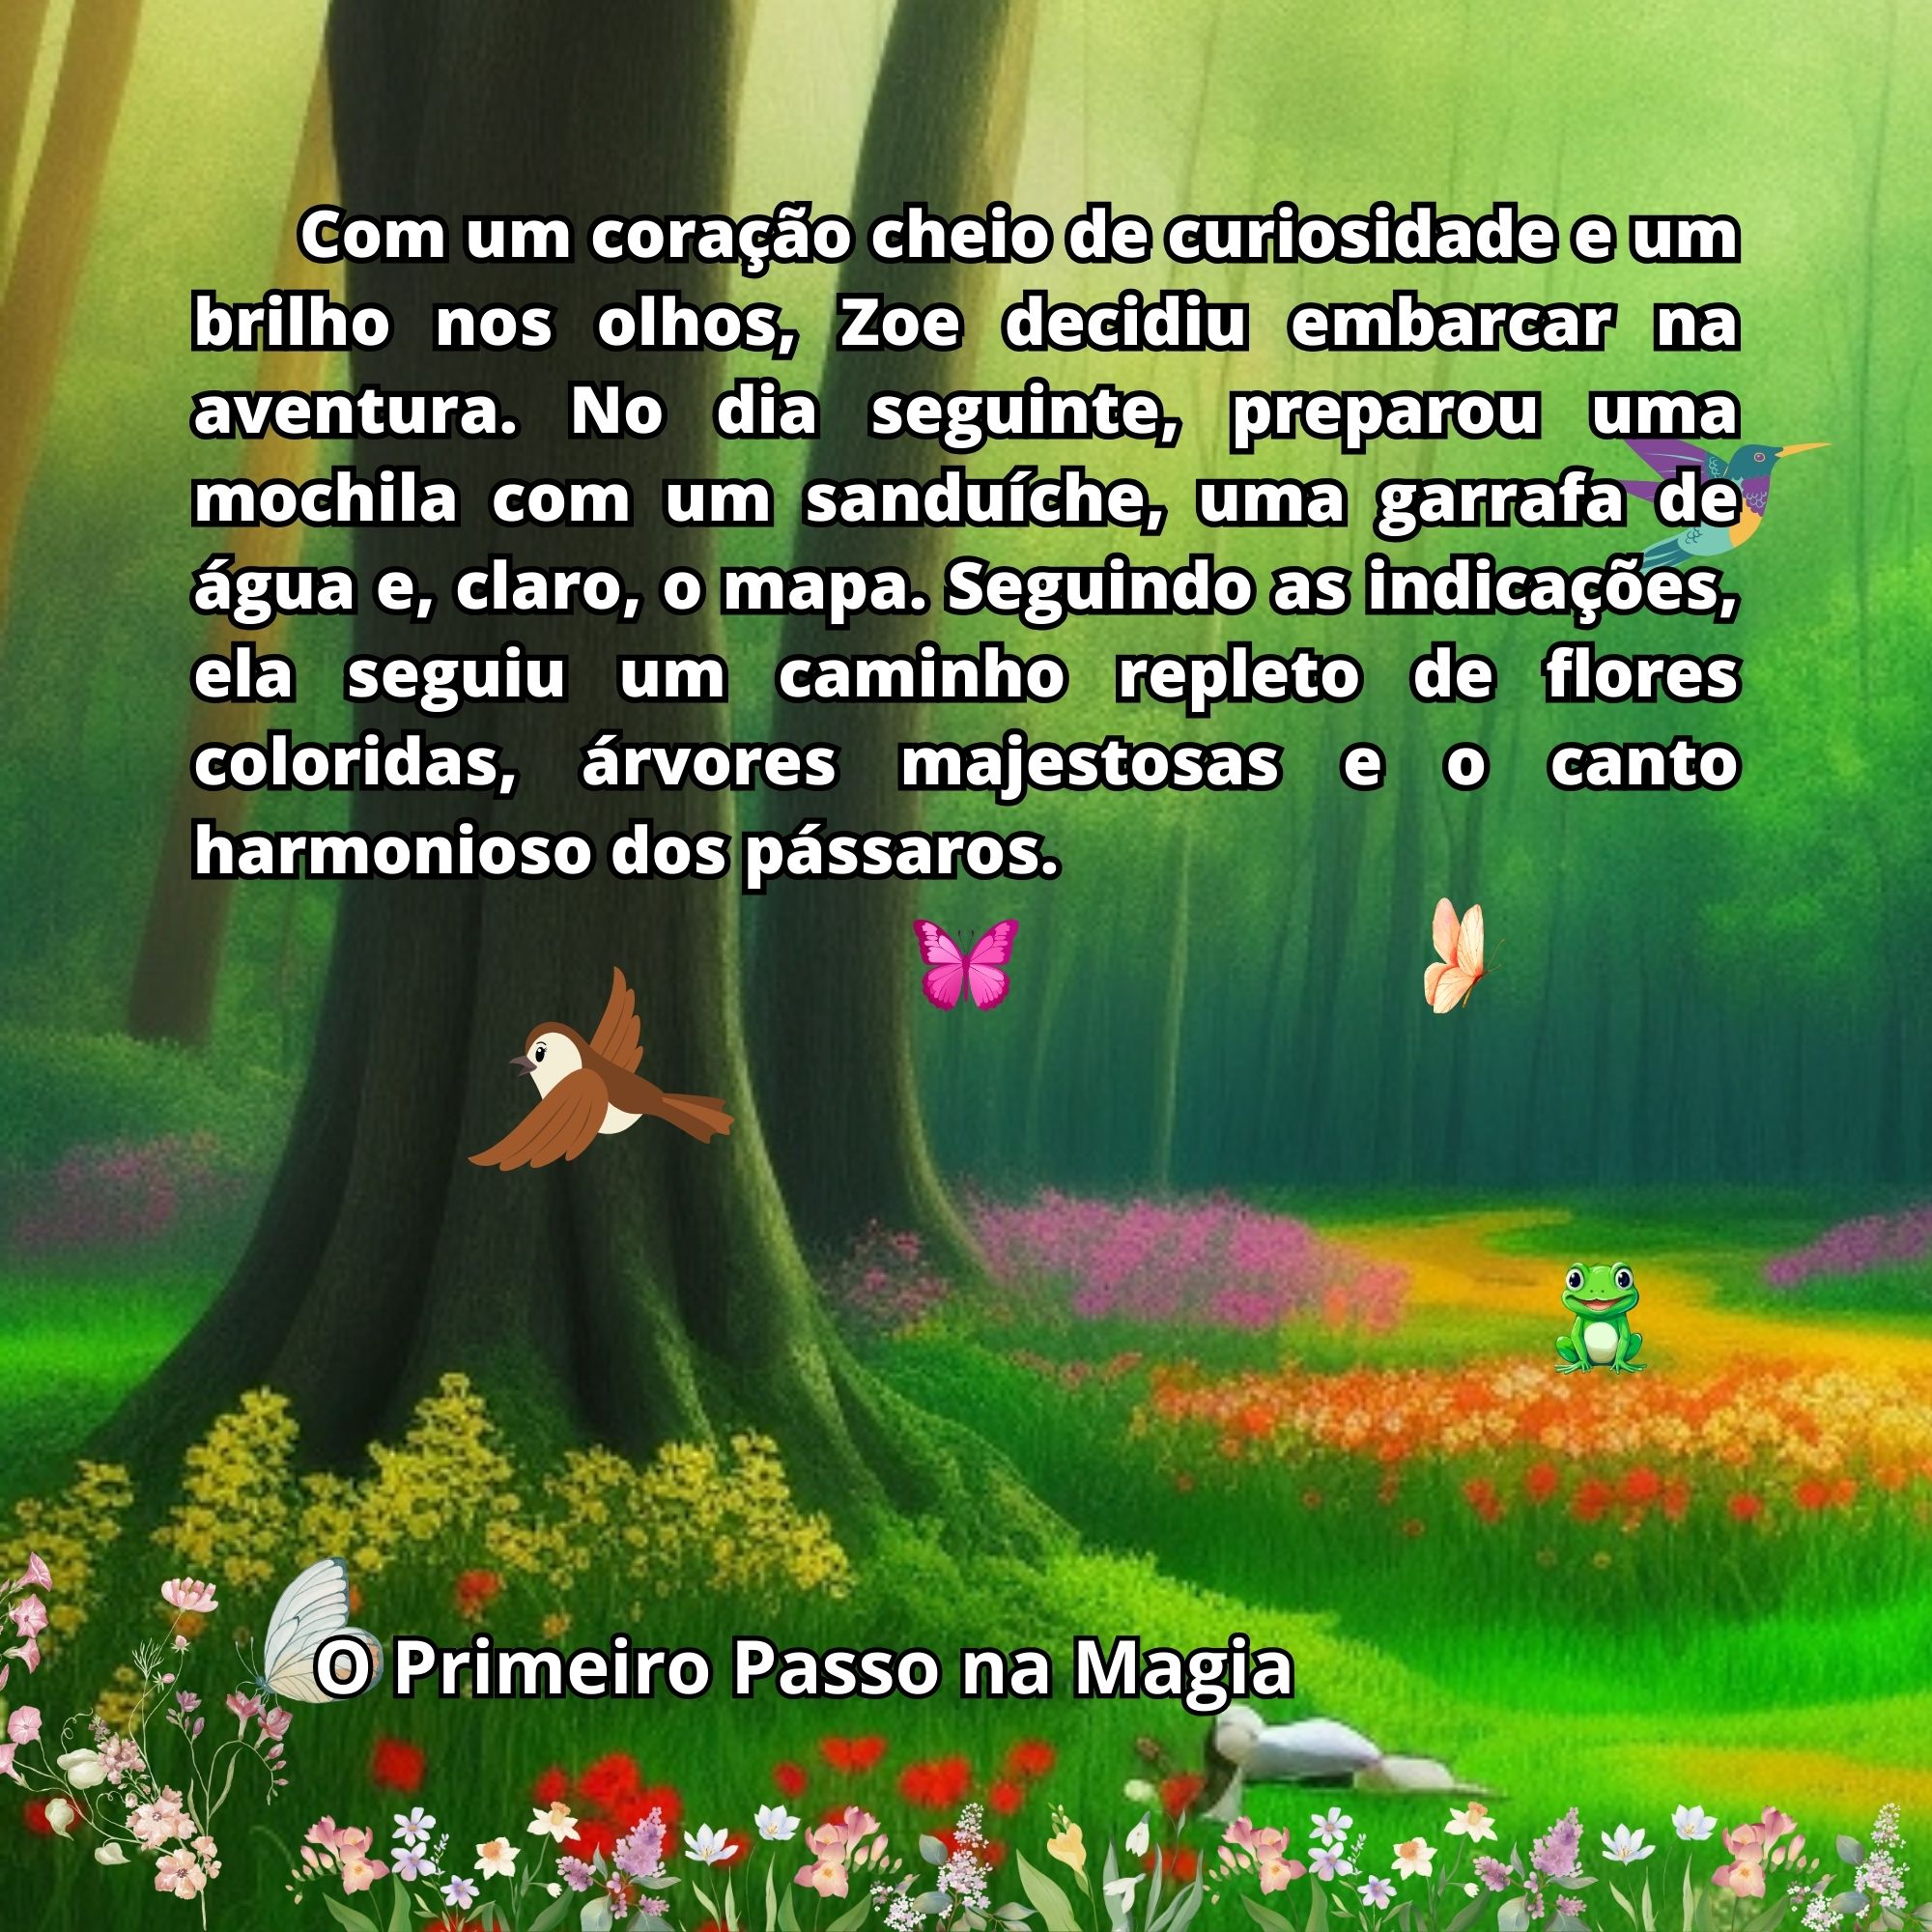 Com um coração cheio de curiosidade e um
brilho nos olhos, Zoe decidiu embarcar na
aventura. No dia seguinte, preparou uma
mochila com um sanduíche, uma garrafa de
água e, claro, o mapa. Seguindo as indicações,
ela seguiu um caminho repleto de flores
coloridas, árvores majestosas e o canto
harmonioso dos pássaros.
O Primeiro Passo na Magia